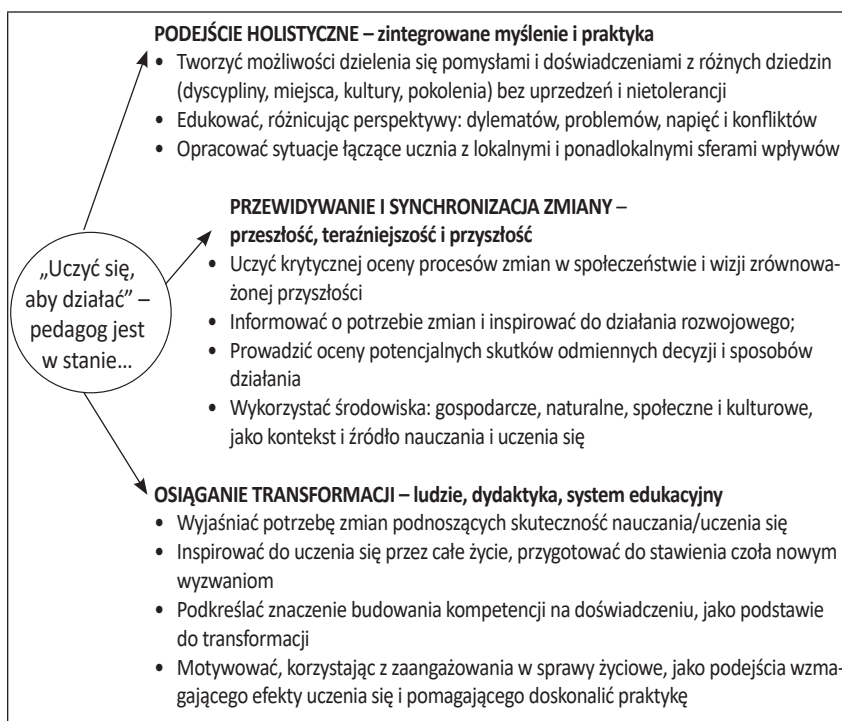 PODEJŚCIE HOLISTYCZNE – zintegrowane myślenie i praktyka
• Tworzyć możliwości dzielenia się pomysłami i doświadczeniami z różnych dziedzin
(dyscypliny, miejsca, kultury, pokolenia) bez uprzedzeń i nietolerancji
• Edukować, różnicując perspektywy: dylematów, problemów, napięć i konfliktów
• Opracować sytuacje łączące ucznia z lokalnymi i ponadlokalnymi sferami wpływów
PRZEWIDYWANIE I SYNCHRONIZACJA ZMIANY –
przeszłość, teraźniejszość i przyszłość
• Uczyć krytycznej oceny procesów zmian w społeczeństwie i wizji zrównowa-
żonej przyszłości
• Informować o potrzebie zmian i inspirować do działania rozwojowego;
• Prowadzić oceny potencjalnych skutków odmiennych decyzji i sposobów
działania
• Wykorzystać środowiska: gospodarcze, naturalne, społeczne i kulturowe,
jako kontekst i źródło nauczania i uczenia się
„Uczyć się,
aby działać” –
pedagog jest
w stanie...
OSIĄGANIE TRANSFORMACJI – ludzie, dydaktyka, system edukacyjny
• Wyjaśniać potrzebę zmian podnoszących skuteczność nauczania/uczenia się
• Inspirować do uczenia się przez całe życie, przygotować do stawienia czoła nowym
wyzwaniom
• Podkreślać znaczenie budowania kompetencji na doświadczeniu, jako podstawie
do transformacji
• Motywować, korzystając z zaangażowania w sprawy życiowe, jako podejścia wzma-
gającego efekty uczenia się i pomagającego doskonalić praktykę